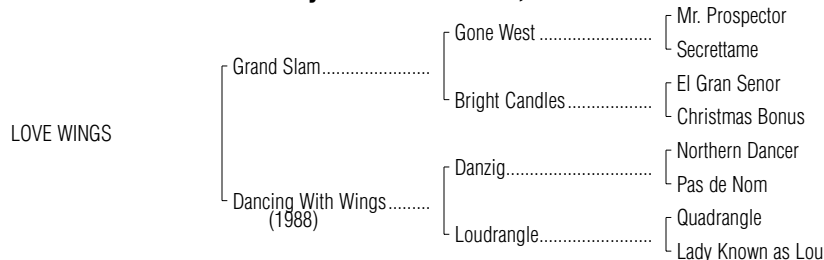 Mr. Prospector
Gone West ........................
Secrettame
Grand Slam.......................
El Gran Senor
Bright Candles..................
Christmas Bonus
LOVE WINGS
Northern Dancer
Danzig...............................
Pas de Nom
Dancing With Wings.........
(1988)
Quadrangle
Loudrangle........................
Lady Known as Lou